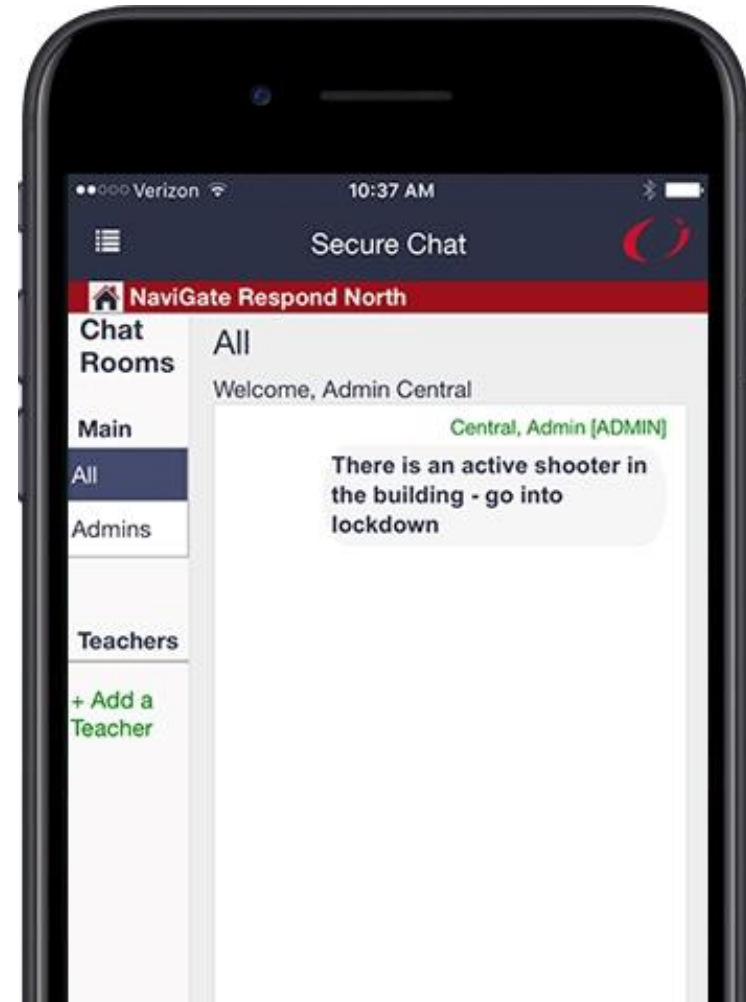 Verizon
10:37 AM
Secure Chat
NaviGate Respond North
Chat
Rooms
Main
All
Admins
Teachers
+ Add a
Teacher
All
Welcome, Admin Central
Central, Admin [ADMIN]
There is an active shooter in
the building - go into
lockdown